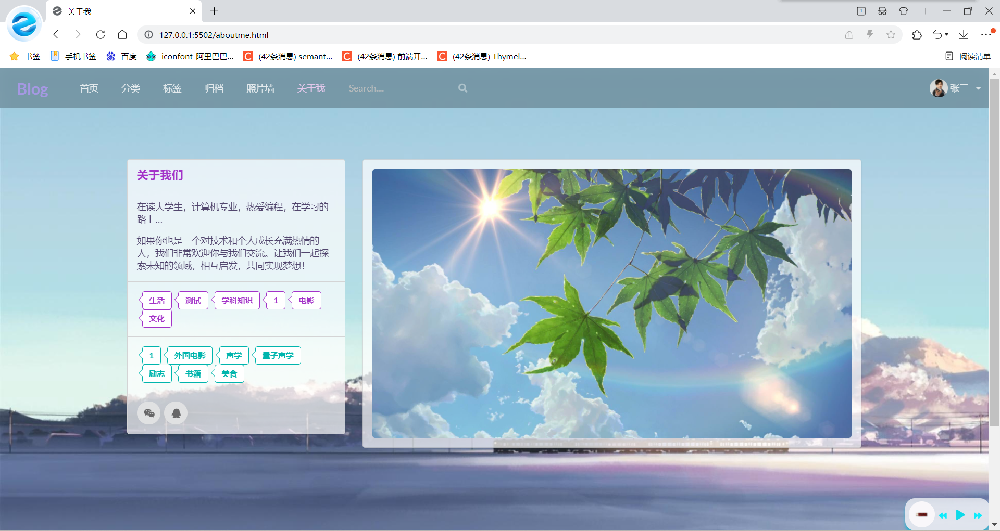 关于我
127.0.0.1:5502/aboutme.html
书签 手机书签 百度 iconfont-阿里巴巴... (42条消息) semant... (42条消息) 前端开... (42条消息) Thymel... 阅读清单
Blog 首页 分类 标签 归档 照片墙 关于我 Search.... 张三
关于我们
在读大学生，计算机专业，热爱编程，在学习的
路上...
如果你也是一个对技术和个人成长充满热情的
人，我们非常欢迎你与我们交流。让我们一起探
索未知的领域，相互启发，共同实现梦想！
生活 测试 学科知识 1 电影
文化
1 外国电影 声学 量子声学
励志 书籍 美食